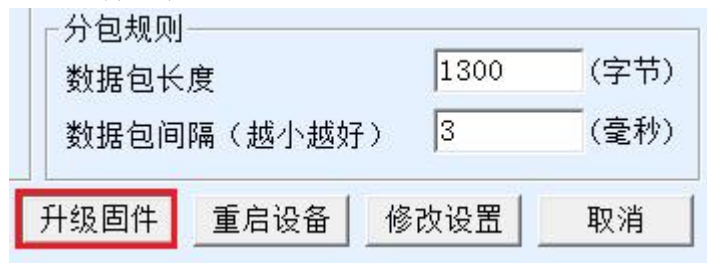 分包规则
数据包长度 1300 (字节)
数据包间隔（越小越好） 3 (毫秒)
升级固件 重启设备 修改设置 取消